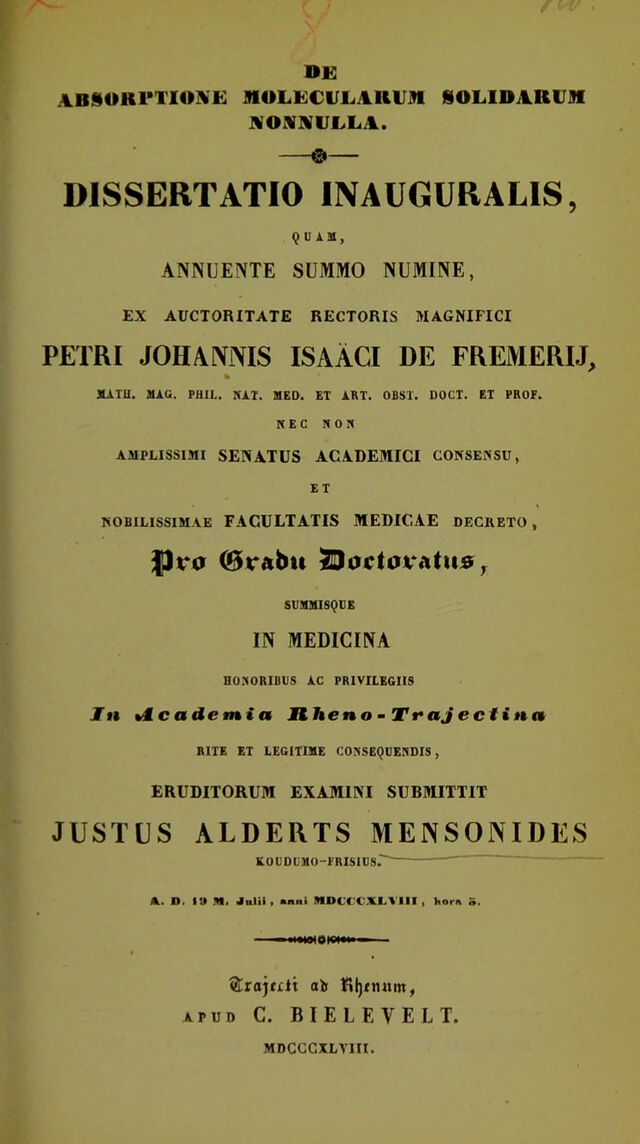 DE
ABSORPTIONE MOLECULARUM SOLIDARUM
NONNULLA.
DISSERTATIO INAUGURALIS,
QUAM,
ANNUENTE SUMMO NUMINE,
EX AUCTORITATE RECTORIS MAGNIFICI
PETRI JOHANNIS ISAÄCI DE FREMERIJ,
MATH. MAG. PHIL. NAT. MED. ET ART. OBST. DOCT. ET PROF.
NEC NON
AMPLISSIMI SENATUS ACADEMICI CONSENSU,
ET
NOBILISSIMAE FACULTATIS MEDICAE DECRETO,
Pro Gradu Doctoratus,
SUMMISQUE
IN MEDICINA
HONORIBUS AC PRIVILEGIIS
In Academia Rheno-Trajectina
RITE ET LEGITIME CONSEQUENDIS,
ERUDITORUM EXAMINI SUBMITTIT
JUSTUS ALDERTS MENSONIDES
KOUDUMO-FRISIUS.
A. D. 19 M. Julii, anni MDCCCXLVIII, hora 5.
Trajecti ab Rhenum,
APUD C. BIELEVELT.
MDCCCXLVIII.